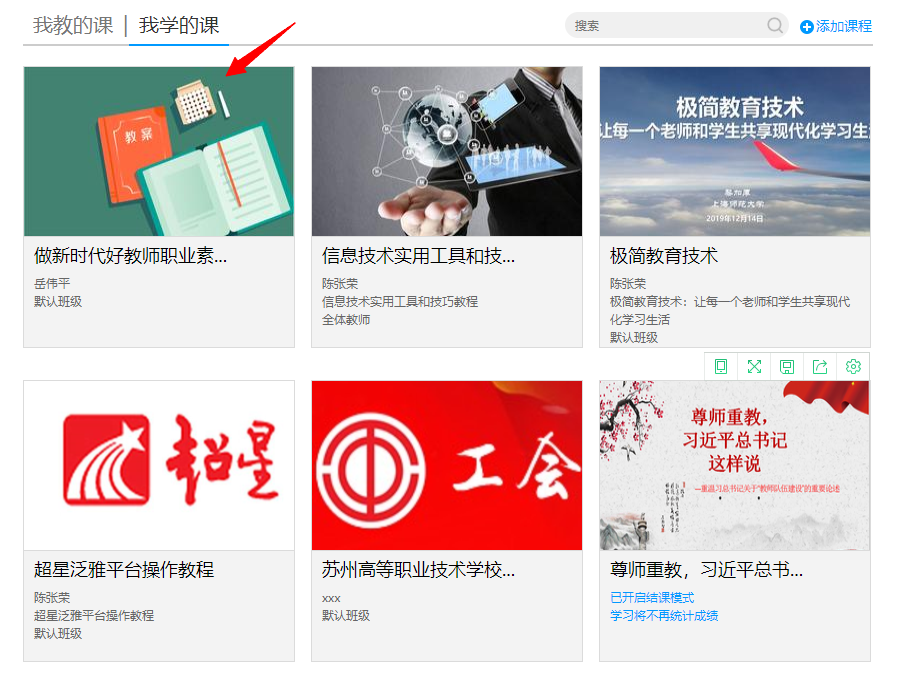 我教的课 | 我学的课
搜索
添加课程
教案
极简教育技术
让每一个老师和学生共享现代化学习生
上海师范大学
2019年12月14日
做新时代好教师职业素...
岳伟平
默认班级
信息技术实用工具和技...
陈张荣
信息技术实用工具和技巧教程
全体教师
极简教育技术
陈张荣
极简教育技术：让每一个老师和学生共享现代
化学习生活
默认班级
超星
工会
尊师重教，
习近平总书记
这样说
—重温习总书记关于“教师队伍建设”的重要论述
超星泛雅平台操作教程
陈张荣
超星泛雅平台操作教程
默认班级
苏州高等职业技术学校...
xxx
默认班级
尊师重教，习近平总书...
已开启结课模式
学习将不再统计成绩